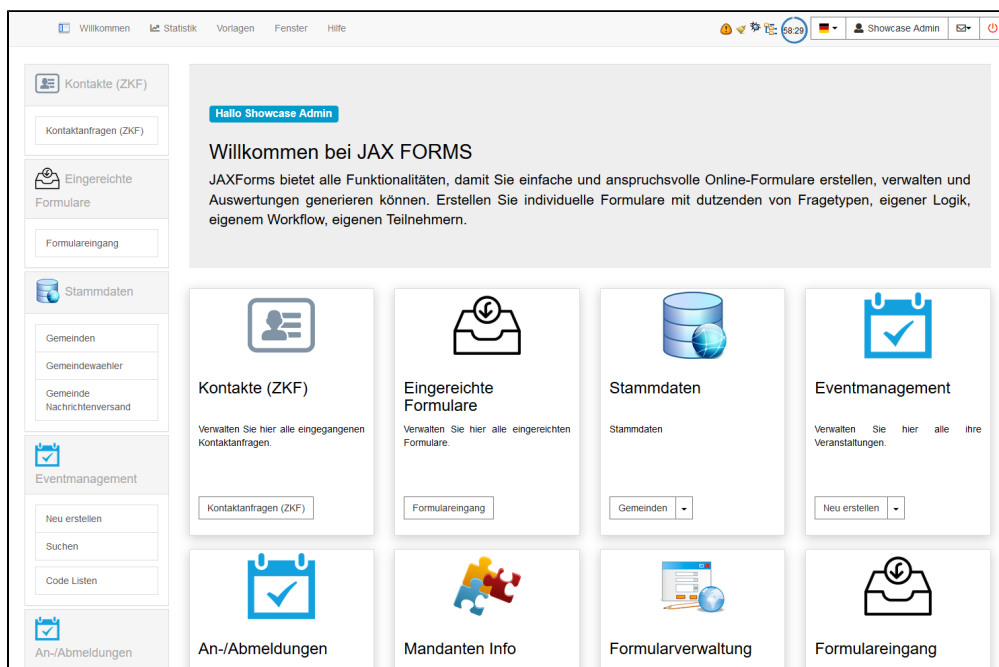 Willkommen Statistik Vorlagen Fenster Hilfe 58:29 Showcase Admin
Kontakte (ZKF)
Kontaktanfragen (ZKF)
Eingereichte
Formulare
Formulareingang
Stammdaten
Gemeinden
Gemeindewaehler
Gemeinde
Nachrichtenversand
Eventmanagement
Neu erstellen
Suchen
Code Listen
An-/Abmeldungen
Hallo Showcase Admin
Willkommen bei JAX FORMS
JAXForms bietet alle Funktionalitäten, damit Sie einfache und anspruchsvolle Online-Formulare erstellen, verwalten und
Auswertungen generieren können. Erstellen Sie individuelle Formulare mit dutzenden von Fragetypen, eigener Logik,
eigenem Workflow, eigenen Teilnehmern.
Kontakte (ZKF)
Verwalten Sie hier alle eingegangenen
Kontaktanfragen.
Kontaktanfragen (ZKF)
Eingereichte
Formulare
Verwalten Sie hier alle eingereichten
Formulare.
Formulareingang
Stammdaten
Stammdaten
Gemeinden
Eventmanagement
Verwalten Sie hier alle ihre
Veranstaltungen.
Neu erstellen
An-/Abmeldungen
Mandanten Info
Formularverwaltung
Formulareingang